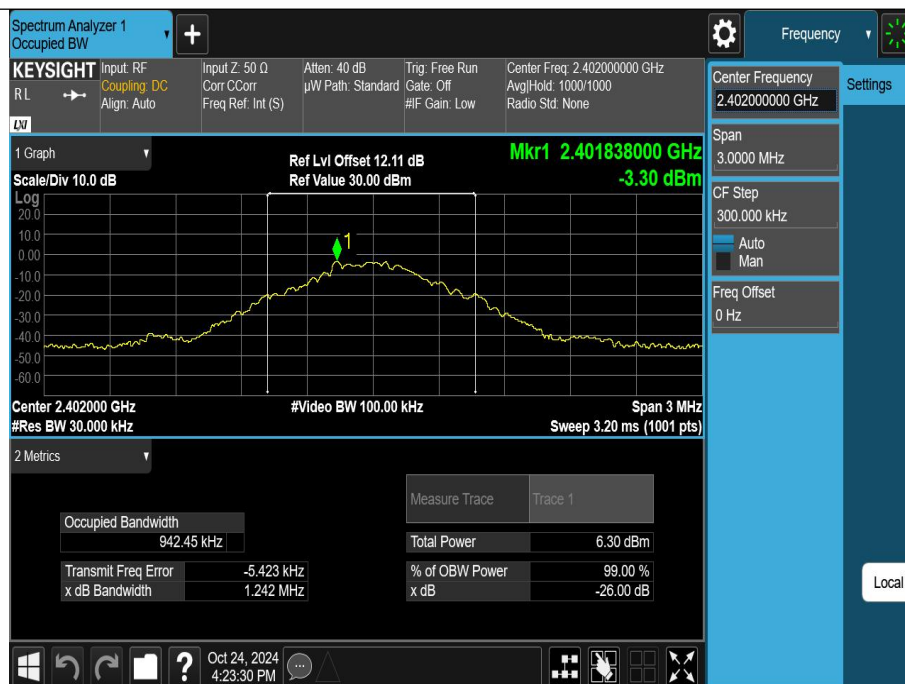 Spectrum Analyzer 1
Occupied BW
+
Frequency
KEYSIGHT
RL
LXI
Input: RF
Coupling: DC
Align: Auto
Input Z: 50 Ω
Corr CCorr
Freq Ref: Int (S)
Atten: 40 dB
µW Path: Standard
Trig: Free Run
Gate: Off
#IF Gain: Low
Center Freq: 2.402000000 GHz
Avg|Hold: 1000/1000
Radio Std: None
Center Frequency
2.402000000 GHz
Settings
Span
3.0000 MHz
CF Step
300.000 kHz
Auto
Man
Freq Offset
0 Hz
Local
1 Graph
Scale/Div 10.0 dB
Ref Lvl Offset 12.11 dB
Ref Value 30.00 dBm
Mkr1 2.401838000 GHz
-3.30 dBm
Log
20.0
10.0
0.00
-10.0
-20.0
-30.0
-40.0
-50.0
-60.0
1
Center 2.402000 GHz
#Res BW 30.000 kHz
#Video BW 100.00 kHz
Span 3 MHz
Sweep 3.20 ms (1001 pts)
2 Metrics
Measure Trace Trace 1
Occupied Bandwidth
942.45 kHz
Total Power 6.30 dBm
Transmit Freq Error -5.423 kHz
% of OBW Power 99.00 %
x dB Bandwidth 1.242 MHz
x dB -26.00 dB
?
Oct 24, 2024
4:23:30 PM